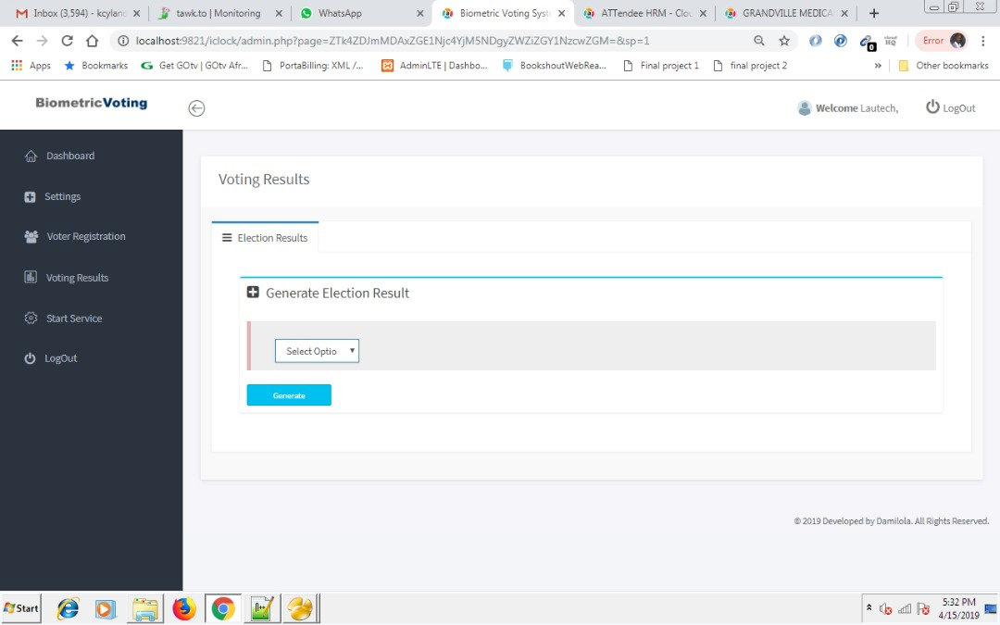 Inbox (3,594) - kcylanc
tawk.to | Monitoring
WhatsApp
Biometric Voting Syste
ATTendee HRM - Clou
GRANDVILLE MEDICA
localhost:9821/iclock/admin.php?page=ZTk4ZDJmMDAxZGE1Njc4YjM5NDgyZWZiZGY1NzcwZGM=&sp=1
0
Error
Apps
Bookmarks
Get GOtv | GOtv Afr...
PortaBilling: XML /...
AdminLTE | Dashbo...
BookshoutWebRea...
Final project 1
final project 2
»
Other bookmarks
BiometricVoting
Welcome Lautech,
LogOut
Dashboard
Settings
Voter Registration
Voting Results
Start Service
LogOut
Voting Results
Election Results
Generate Election Result
Select Optio
Generate
© 2019 Developed by Damilola. All Rights Reserved.
Start
5:32 PM
4/15/2019